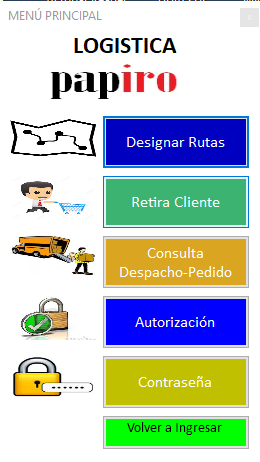 MENÚ PRINCIPAL
LOGISTICA
papiro
Designar Rutas
Retira Cliente
Consulta
Despacho-Pedido
Autorización
Contraseña
Volver a Ingresar